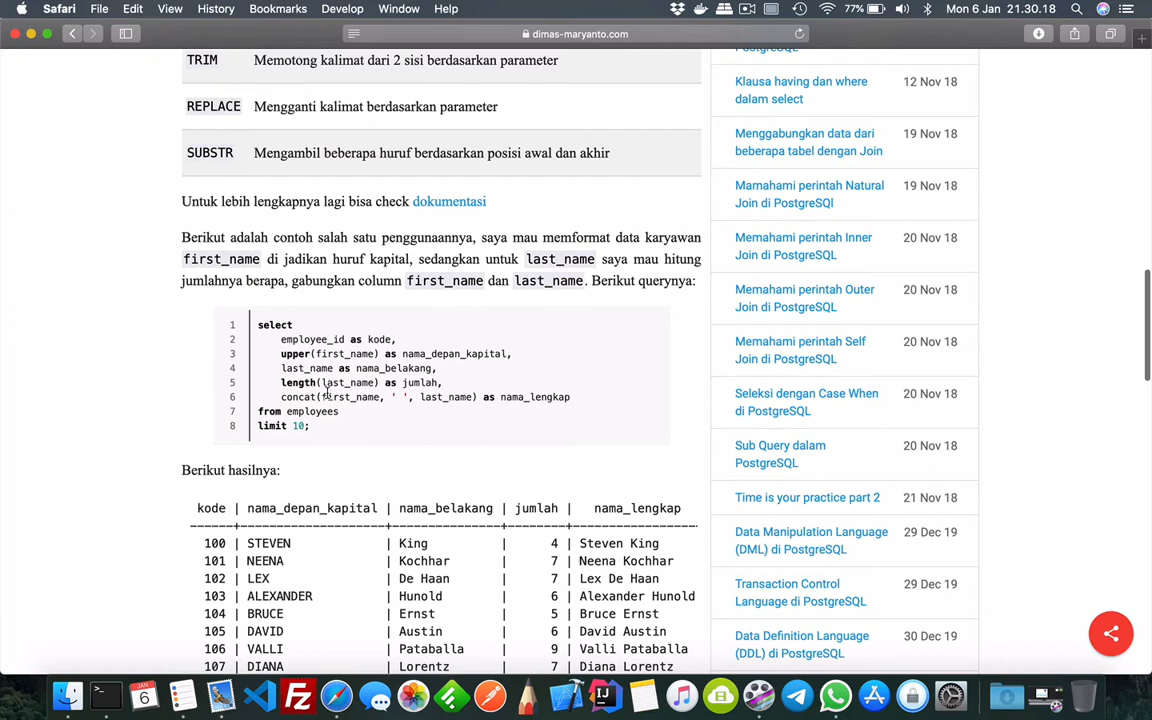 Safari File Edit View History Bookmarks Develop Window Help 77% Mon 6 Jan 21.30.18
dimas-maryanto.com
TRIM Memotong kalimat dari 2 sisi berdasarkan parameter
REPLACE Mengganti kalimat berdasarkan parameter
SUBSTR Mengambil beberapa huruf berdasarkan posisi awal dan akhir
Untuk lebih lengkapnya lagi bisa check dokumentasi
Berikut adalah contoh salah satu penggunaannya, saya mau memformat data karyawan
first_name di jadikan huruf kapital, sedangkan untuk last_name saya mau hitung
jumlahnya berapa, gabungkan column first_name dan last_name. Berikut querynya:
1 select
2 employee_id as kode,
3 upper(first_name) as nama_depan_kapital,
4 last_name as nama_belakang,
5 length(last_name) as jumlah,
6 concat(first_name, ' ', last_name) as nama_lengkap
7 from employees
8 limit 10;
Berikut hasilnya:
kode | nama_depan_kapital | nama_belakang | jumlah | nama_lengkap
------+--------------------+---------------+--------+------------------
100 | STEVEN | King | 4 | Steven King
101 | NEENA | Kochhar | 7 | Neena Kochhar
102 | LEX | De Haan | 7 | Lex De Haan
103 | ALEXANDER | Hunold | 6 | Alexander Hunold
104 | BRUCE | Ernst | 5 | Bruce Ernst
105 | DAVID | Austin | 6 | David Austin
106 | VALLI | Pataballa | 9 | Valli Pataballa
107 | DIANA | Lorentz | 7 | Diana Lorentz
PostgreSQL
Klausa having dan where 12 Nov 18
dalam select
Menggabungkan data dari 19 Nov 18
beberapa tabel dengan Join
Mamahami perintah Natural 19 Nov 18
Join di PostgreSQl
Memahami perintah Inner 20 Nov 18
Join di PostgreSQL
Memahami perintah Outer 20 Nov 18
Join di PostgreSQL
Memahami perintah Self 20 Nov 18
Join di PostgreSQL
Seleksi dengan Case When 20 Nov 18
di PostgreSQL
Sub Query dalam 20 Nov 18
PostgreSQL
Time is your practice part 2 21 Nov 18
Data Manipulation Language 29 Dec 19
(DML) di PostgreSQL
Transaction Control 29 Dec 19
Language di PostgreSQL
Data Definition Language 30 Dec 19
(DDL) di PostgreSQL